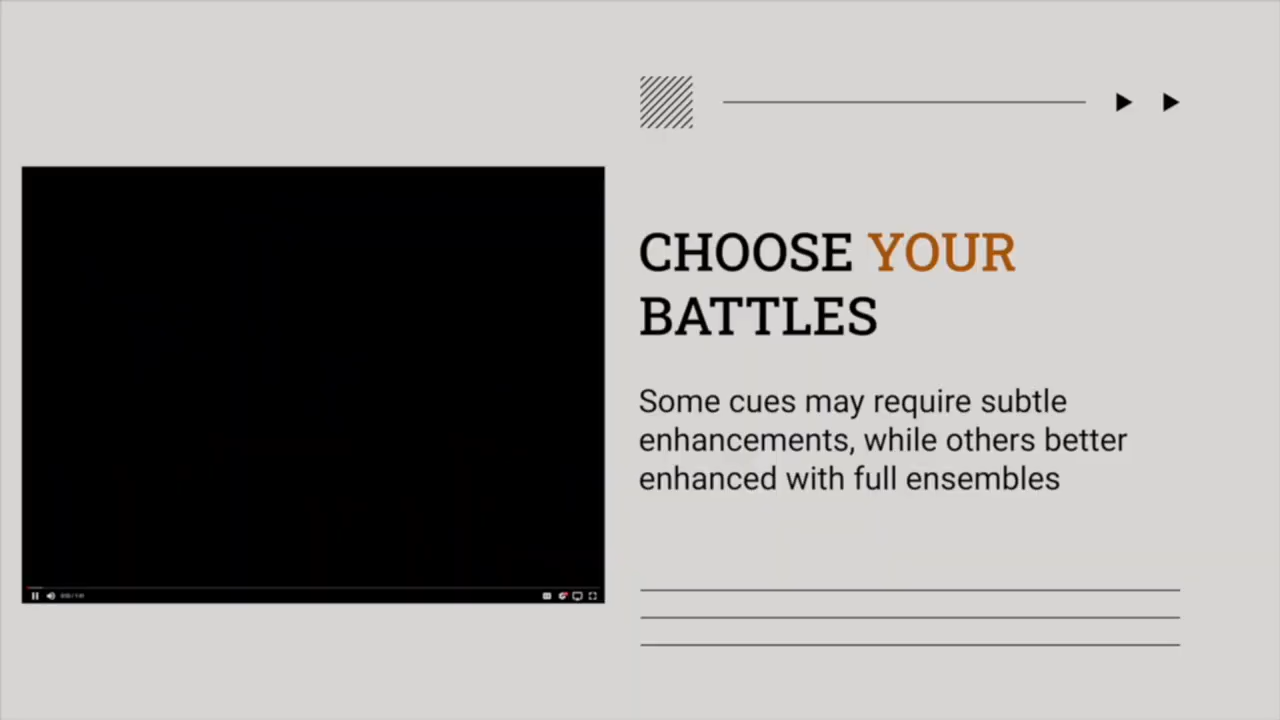 CHOOSE YOUR
BATTLES
Some cues may require subtle
enhancements, while others better
enhanced with full ensembles